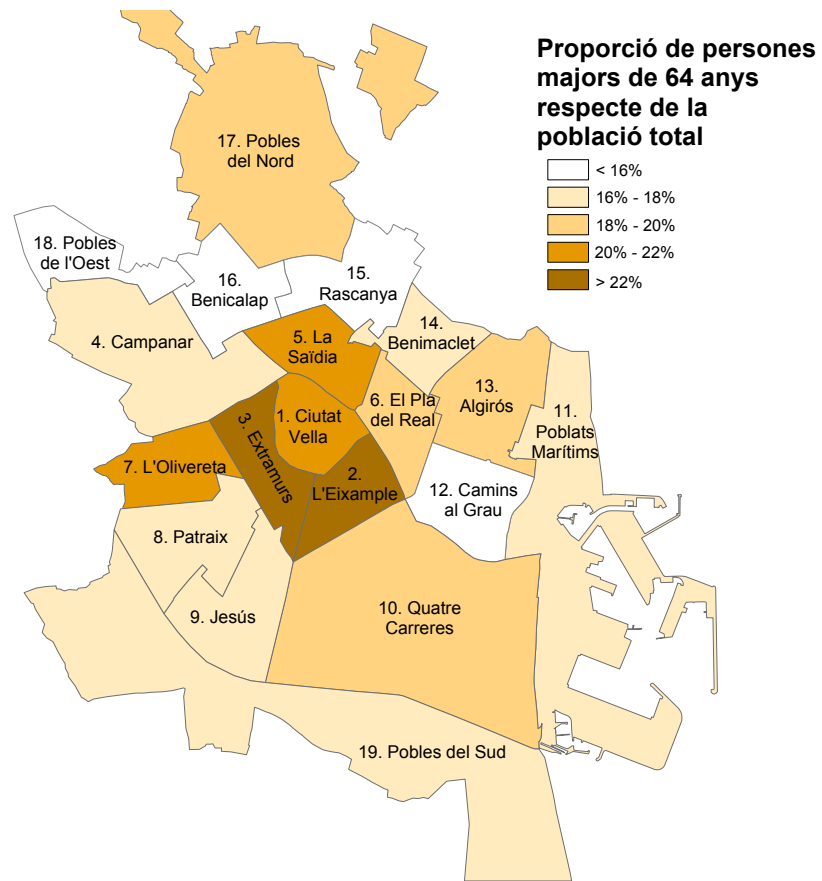 Proporció de persones
majors de 64 anys
respecte de la
població total
< 16%
16% - 18%
18% - 20%
20% - 22%
> 22%
17. Pobles
del Nord
18. Pobles
de l'Oest
16.
Benicalap
15.
Rascanya
4. Campanar
5. La
Saïdia
14.
Benimaclet
6. El Pla
del Real
13.
Algirós
11.
Poblats
Marítims
1. Ciutat
Vella
3. Extramurs
7. L'Olivereta
2.
L'Eixample
12. Camins
al Grau
8. Patraix
9. Jesús
10. Quatre
Carreres
19. Pobles del Sud